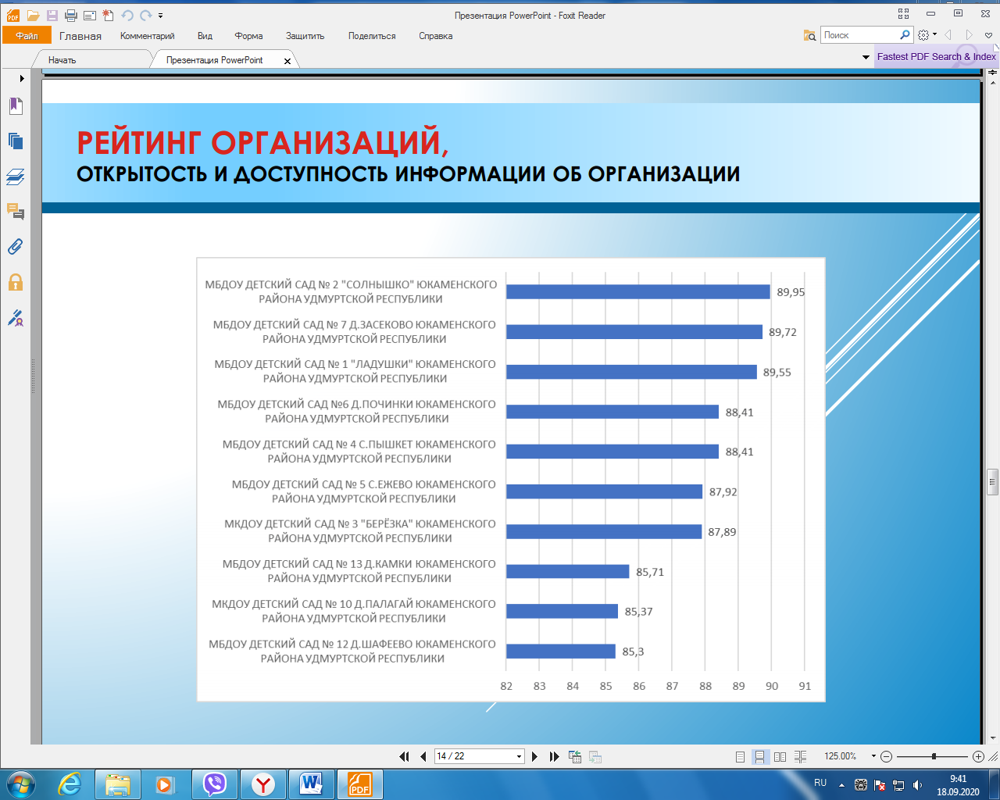 Презентация PowerPoint - Foxit Reader
Файл Главная Комментарий Вид Форма Защитить Поделиться Справка Поиск
Начать Презентация PowerPoint Fastest PDF Search & Index
РЕЙТИНГ ОРГАНИЗАЦИЙ,
ОТКРЫТОСТЬ И ДОСТУПНОСТЬ ИНФОРМАЦИИ ОБ ОРГАНИЗАЦИИ
МБДОУ ДЕТСКИЙ САД № 2 "СОЛНЫШКО" ЮКАМЕНСКОГО
РАЙОНА УДМУРТСКОЙ РЕСПУБЛИКИ
89,95
МБДОУ ДЕТСКИЙ САД № 7 Д.ЗАСЕКОВО ЮКАМЕНСКОГО
РАЙОНА УДМУРТСКОЙ РЕСПУБЛИКИ
89,72
МБДОУ ДЕТСКИЙ САД № 1 "ЛАДУШКИ" ЮКАМЕНСКОГО
РАЙОНА УДМУРТСКОЙ РЕСПУБЛИКИ
89,55
МБДОУ ДЕТСКИЙ САД №6 Д.ПОЧИНКИ ЮКАМЕНСКОГО
РАЙОНА УДМУРТСКОЙ РЕСПУБЛИКИ
88,41
МБДОУ ДЕТСКИЙ САД № 4 С.ПЫШКЕТ ЮКАМЕНСКОГО
РАЙОНА УДМУРТСКОЙ РЕСПУБЛИКИ
88,41
МБДОУ ДЕТСКИЙ САД № 5 С.ЕЖЕВО ЮКАМЕНСКОГО
РАЙОНА УДМУРТСКОЙ РЕСПУБЛИКИ
87,92
МКДОУ ДЕТСКИЙ САД № 3 "БЕРЁЗКА" ЮКАМЕНСКОГО
РАЙОНА УДМУРТСКОЙ РЕСПУБЛИКИ
87,89
МБДОУ ДЕТСКИЙ САД № 13 Д.КАМКИ ЮКАМЕНСКОГО
РАЙОНА УДМУРТСКОЙ РЕСПУБЛИКИ
85,71
МКДОУ ДЕТСКИЙ САД № 10 Д.ПАЛАГАЙ ЮКАМЕНСКОГО
РАЙОНА УДМУРТСКОЙ РЕСПУБЛИКИ
85,37
МБДОУ ДЕТСКИЙ САД № 12 Д.ШАФЕЕВО ЮКАМЕНСКОГО
РАЙОНА УДМУРТСКОЙ РЕСПУБЛИКИ
85,3
82 83 84 85 86 87 88 89 90 91
14 / 22 125.00%
RU 9:41
18.09.2020